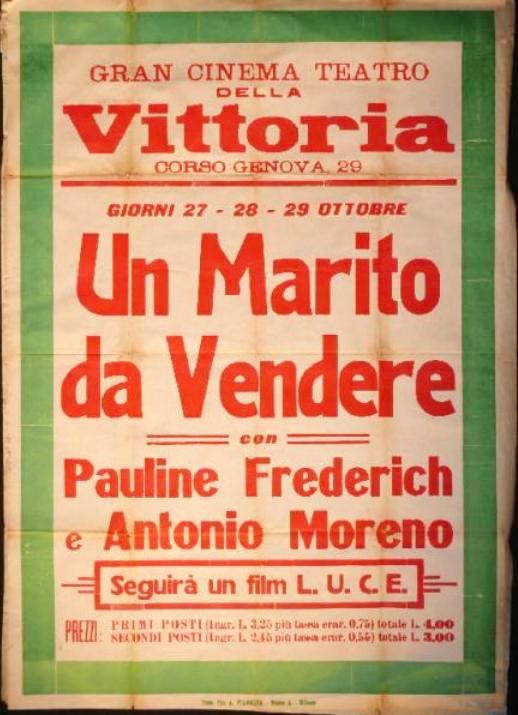 GRAN CINEMA TEATRO
DELLA
Vittoria
CORSO GENOVA, 29
GIORNI 27 - 28 - 29 OTTOBRE
Un Marito
da Vendere
con
Pauline Frederich
e Antonio Moreno
Seguirà un film L. U. C. E.
PREZZI:
PRIMI POSTI (Ingr. L. 3,25 più tassa erar. 0,75) totale L. 4,00
SECONDI POSTI (Ingr. L. 2,45 più tassa erar. 0,55) totale L. 3,00
Milano